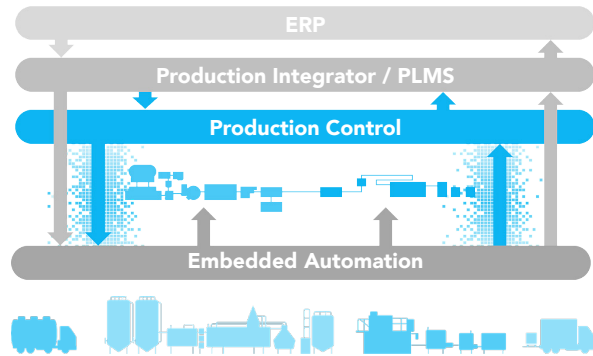 ERP
Production Integrator / PLMS
Production Control
Embedded Automation